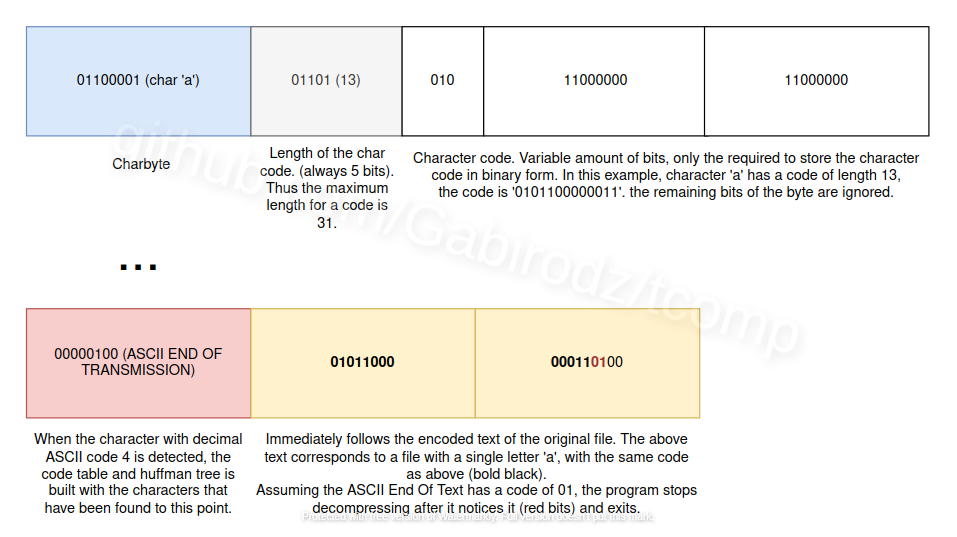 01100001 (char 'a')
01101 (13)
010
11000000
11000000
Charbyte
Length of the char
code. (always 5 bits).
Thus the maximum
length for a code is
31.
Character code. Variable amount of bits, only the required to store the character
code in binary form. In this example, character 'a' has a code of length 13,
the code is '0101100000011'. the remaining bits of the byte are ignored.
github.com/Gabirodz/tcomp
...
00000100 (ASCII END OF
TRANSMISSION)
01011000
000110100
When the character with decimal
ASCII code 4 is detected, the
code table and huffman tree is
built with the characters that
have been found to this point.
Immediately follows the encoded text of the original file. The above
text corresponds to a file with a single letter 'a', with the same code
as above (bold black).
Assuming the ASCII End Of Text has a code of 01, the program stops
decompressing after it notices it (red bits) and exits.
Protected with free version of Watermarkly. Full version doesn't put this mark.